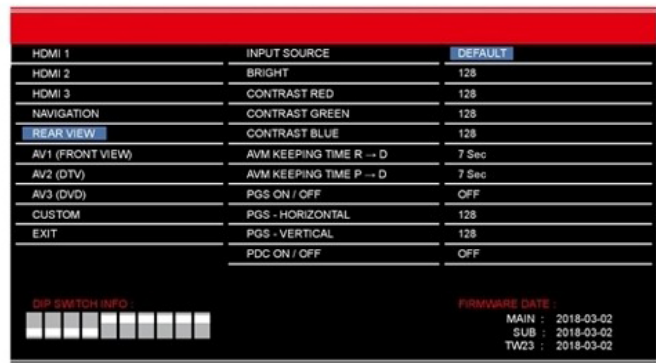 HDMI 1 INPUT SOURCE DEFAULT
HDMI 2 BRIGHT 128
HDMI 3 CONTRAST RED 128
NAVIGATION CONTRAST GREEN 128
REAR VIEW CONTRAST BLUE 128
AV1 (FRONT VIEW) AVM KEEPING TIME R → D 7 Sec
AV2 (DTV) AVM KEEPING TIME P → D 7 Sec
AV3 (DVD) PGS ON / OFF OFF
CUSTOM PGS - HORIZONTAL 128
EXIT PGS - VERTICAL 128
PDC ON / OFF OFF
DIP SWITCH INFO : FIRMWARE DATE :
MAIN : 2018-03-02
SUB : 2018-03-02
TW23 : 2018-03-02